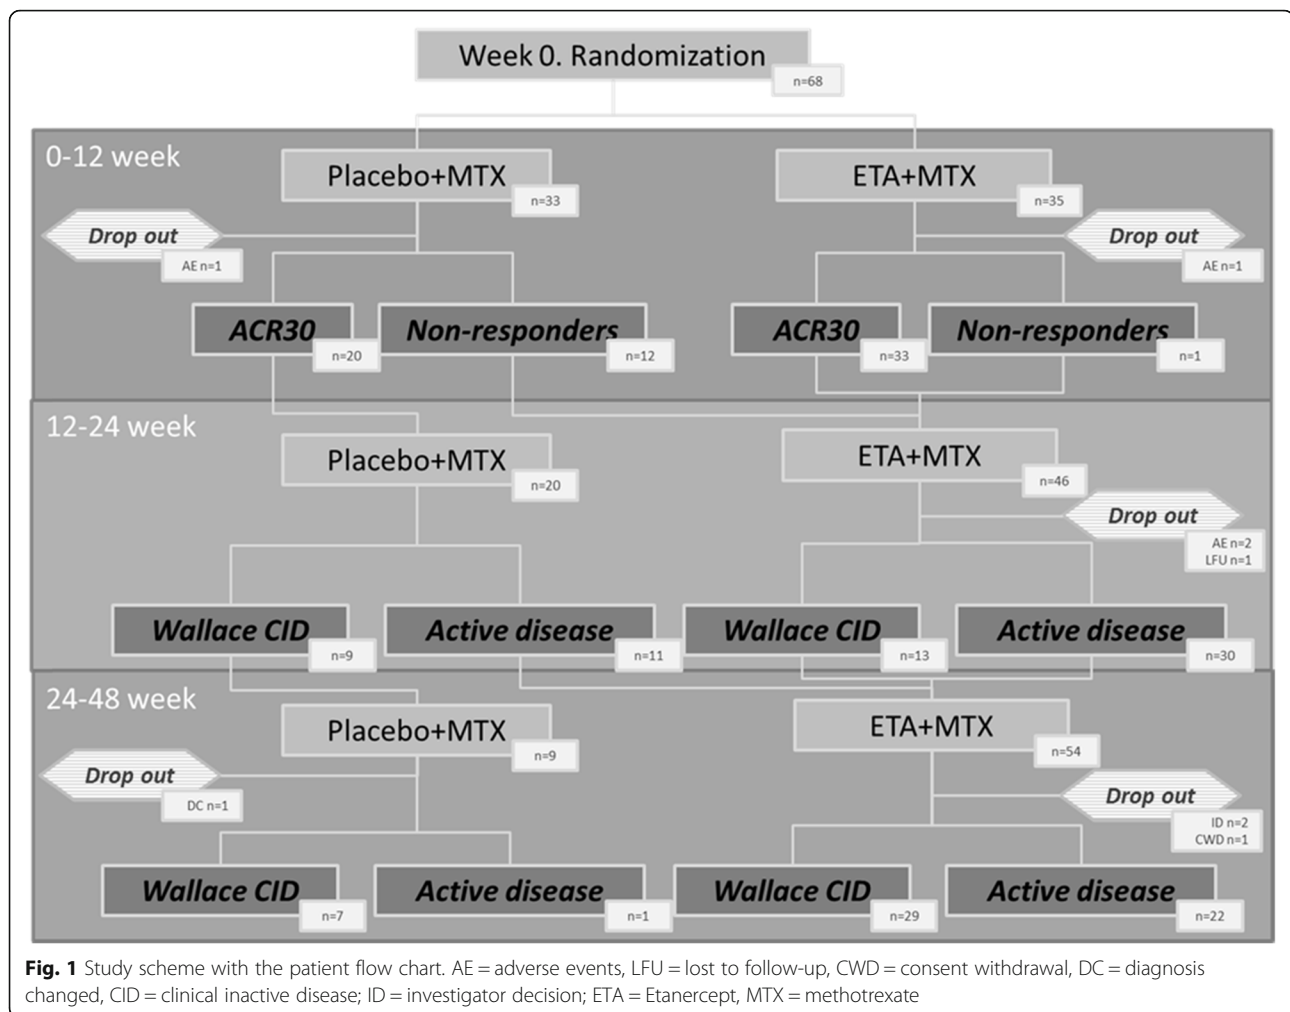 Week 0. Randomization
n=68
0-12 week
Placebo+MTX
n=33
ETA+MTX
n=35
Drop out
AE n=1
Drop out
AE n=1
ACR30
n=20
Non-responders
n=12
ACR30
n=33
Non-responders
n=1
12-24 week
Placebo+MTX
n=20
ETA+MTX
n=46
Drop out
AE n=2
LFU n=1
Wallace CID
n=9
Active disease
n=11
Wallace CID
n=13
Active disease
n=30
24-48 week
Placebo+MTX
n=9
ETA+MTX
n=54
Drop out
DC n=1
Drop out
ID n=2
CWD n=1
Wallace CID
n=7
Active disease
n=1
Wallace CID
n=29
Active disease
n=22
Fig. 1 Study scheme with the patient flow chart. AE = adverse events, LFU = lost to follow-up, CWD = consent withdrawal, DC = diagnosis
changed, CID = clinical inactive disease; ID = investigator decision; ETA = Etanercept, MTX = methotrexate